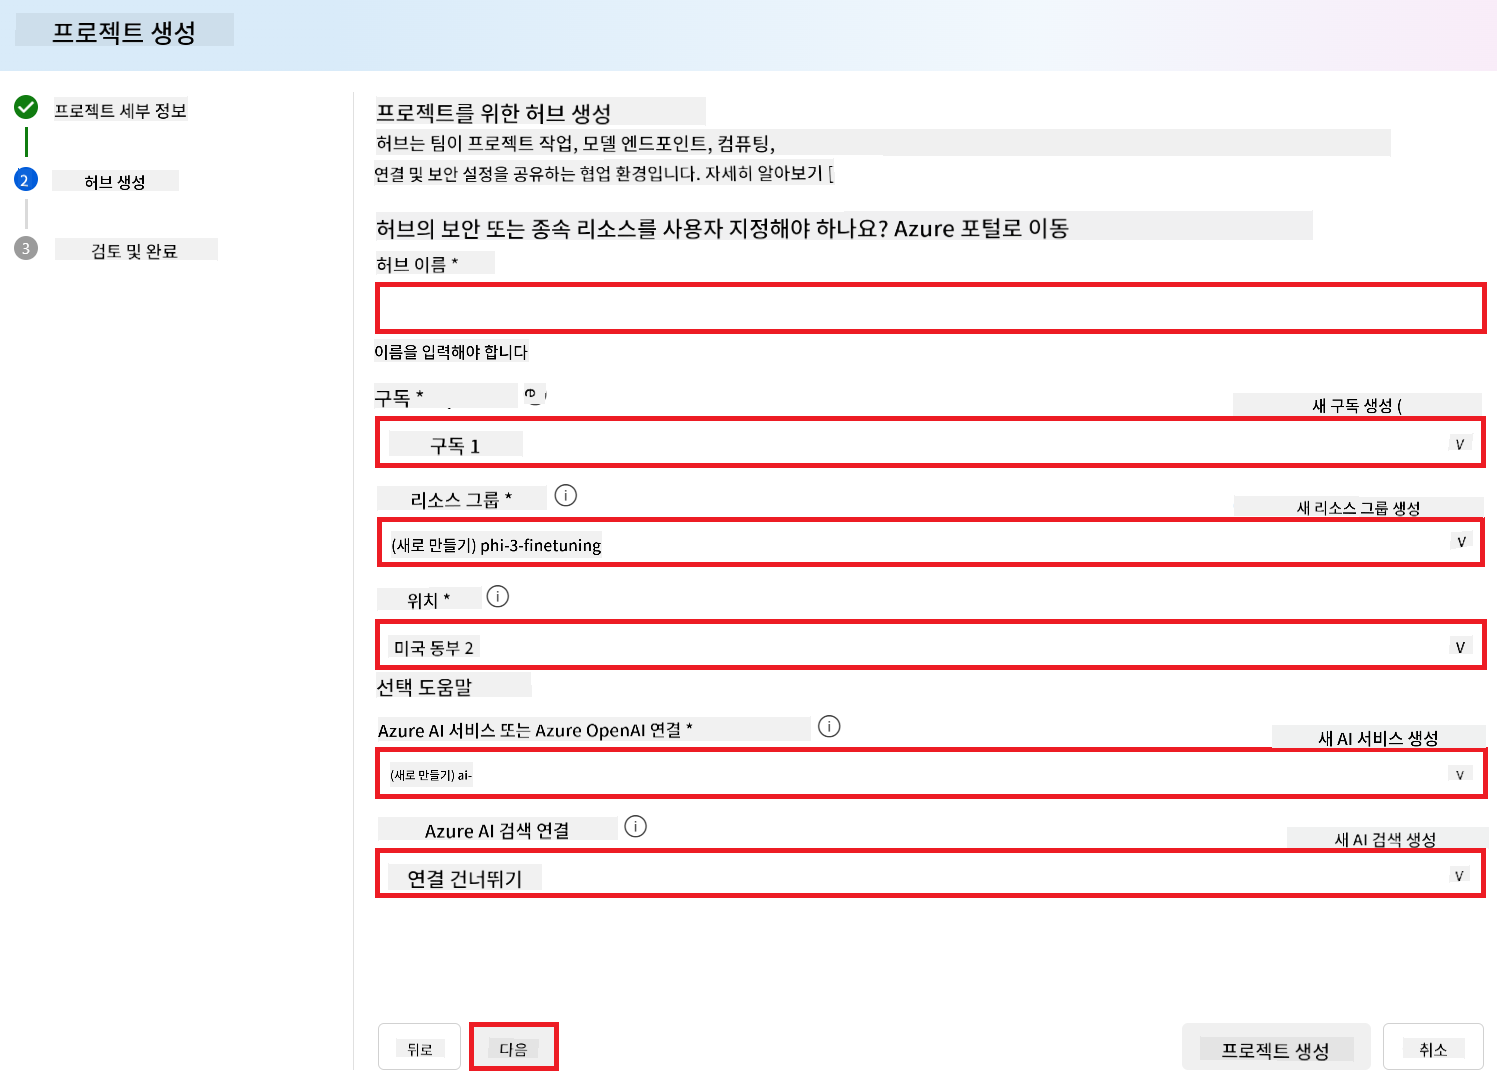 프로젝트 생성
프로젝트 세부 정보
2
허브 생성
3
검토 및 완료
프로젝트를 위한 허브 생성
허브는 팀이 프로젝트 작업, 모델 엔드포인트, 컴퓨팅,
연결 및 보안 설정을 공유하는 협업 환경입니다. 자세히 알아보기 [
허브의 보안 또는 종속 리소스를 사용자 지정해야 하나요? Azure 포털로 이동
허브 이름 *
이름을 입력해야 합니다
구독 *
새 구독 생성 (
구독 1
v
리소스 그룹 *
새 리소스 그룹 생성
(새로 만들기) phi-3-finetuning
v
위치 *
미국 동부 2
v
선택 도움말
Azure AI 서비스 또는 Azure OpenAI 연결 *
새 AI 서비스 생성
(새로 만들기) ai-
v
Azure AI 검색 연결
새 AI 검색 생성
연결 건너뛰기
v
뒤로
다음
프로젝트 생성
취소